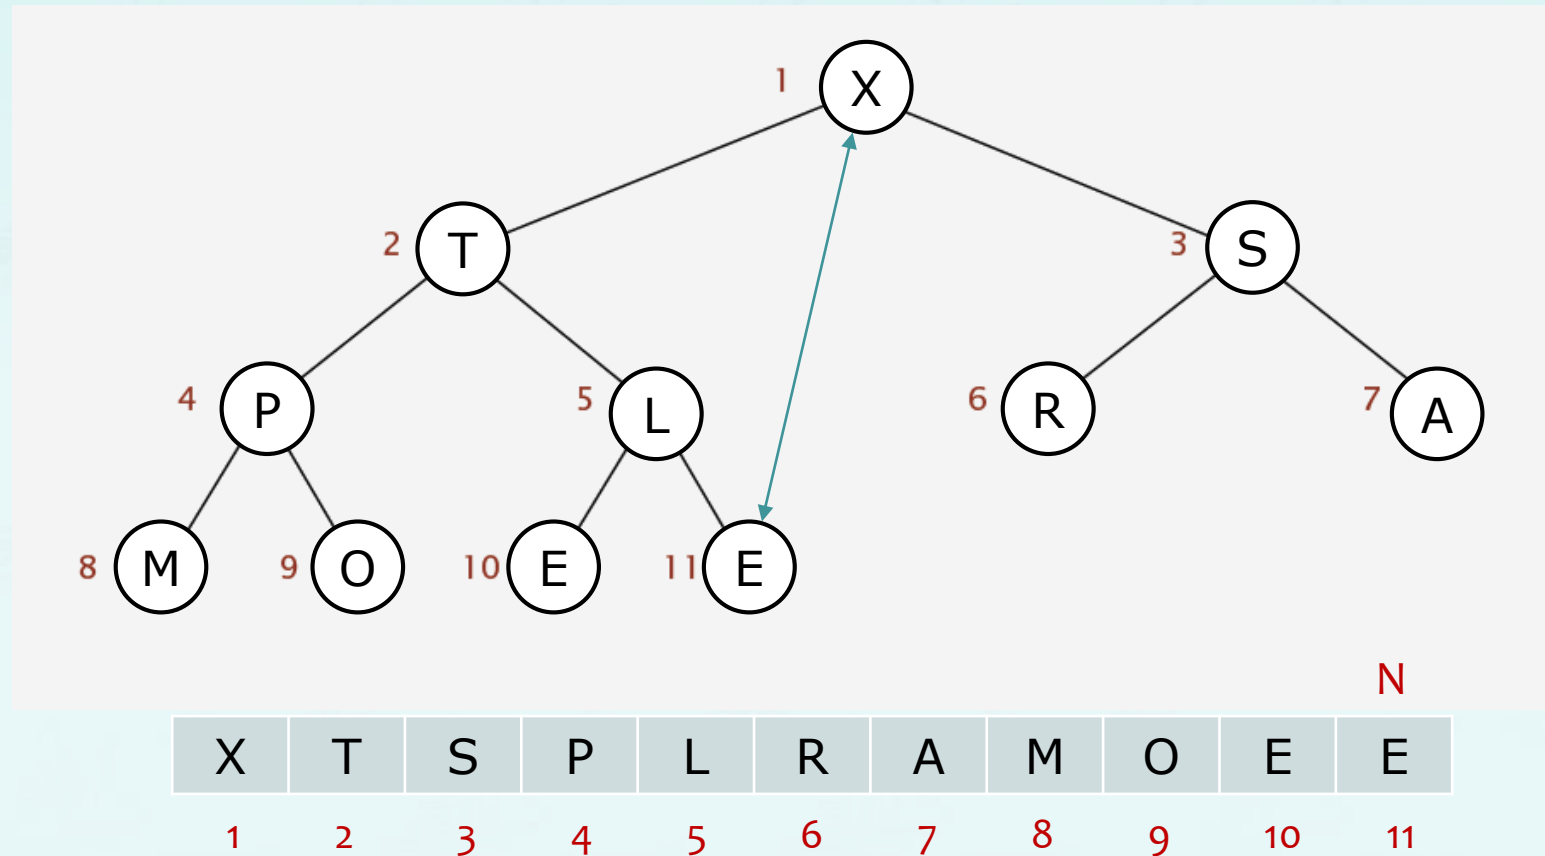 1 X
2 T 3 S
4 P 5 L 6 R 7 A
8 M 9 O 10 E 11 E
N
X T S P L R A M O E E
1 2 3 4 5 6 7 8 9 10 11